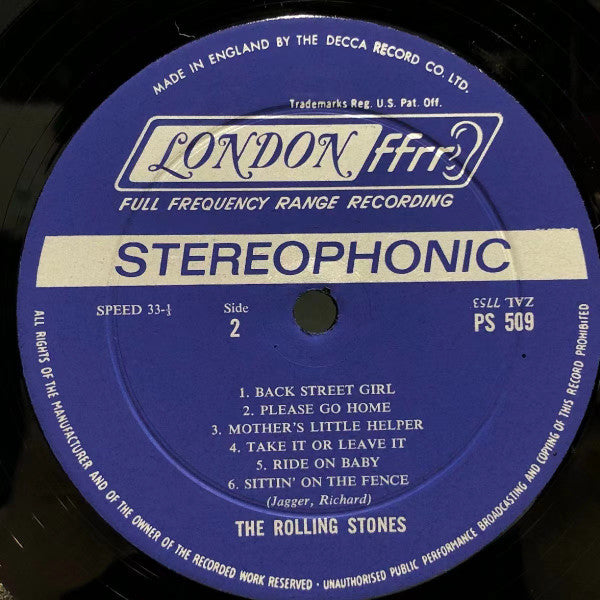 MADE IN ENGLAND BY THE DECCA RECORD CO. LTD.
Trademarks Reg. U.S. Pat. Off.
LONDON ffrr
FULL FREQUENCY RANGE RECORDING
STEREOPHONIC
SPEED 33-⅓
Side
2
ZAL 7753
PS 509
1. BACK STREET GIRL
2. PLEASE GO HOME
3. MOTHER'S LITTLE HELPER
4. TAKE IT OR LEAVE IT
5. RIDE ON BABY
6. SITTIN' ON THE FENCE
(Jagger, Richard)
THE ROLLING STONES
ALL RIGHTS OF THE MANUFACTURER AND OF THE OWNER OF THE RECORDED WORK RESERVED · UNAUTHORISED PUBLIC PERFORMANCE BROADCASTING AND COPYING OF THIS RECORD PROHIBITED